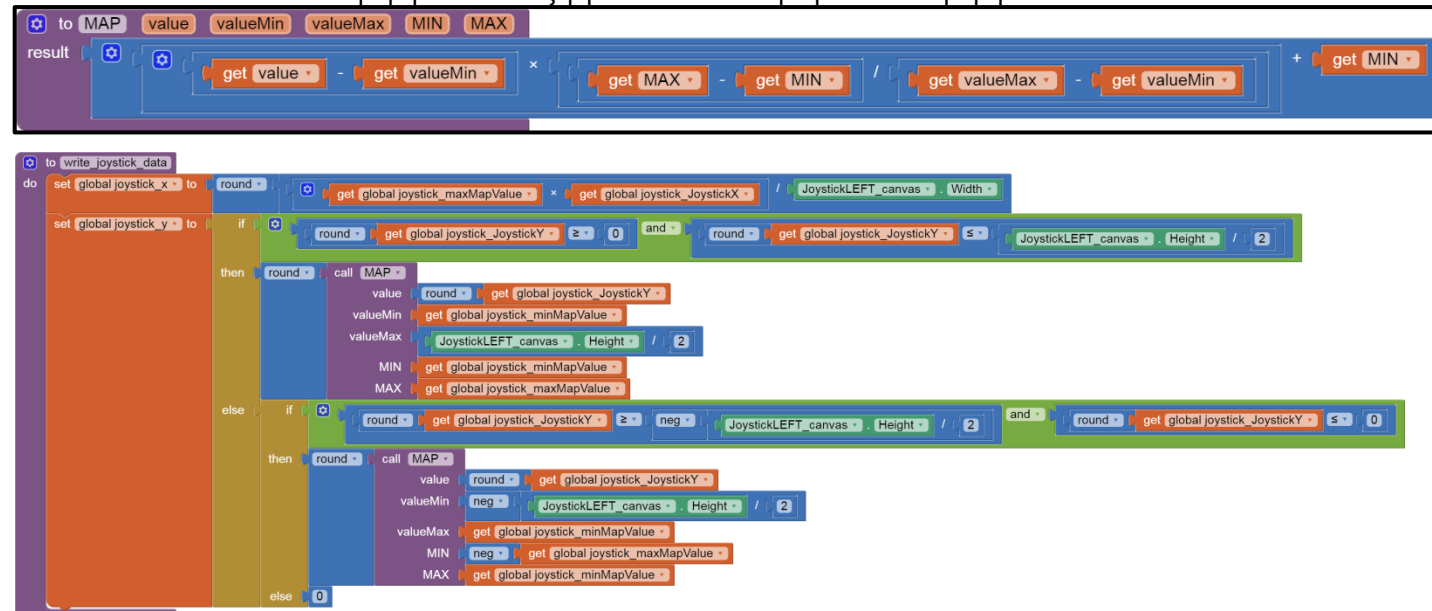 to MAP value valueMin valueMax MIN MAX
result get value - get valueMin × get MAX - get MIN / get valueMax - get valueMin + get MIN
to write_joystick_data
do set global joystick_x to round get global joystick_maxMapValue × get global joystick_JoystickX / JoystickLEFT_canvas . Width
set global joystick_y to if round get global joystick_JoystickY ≥ 0 and round get global joystick_JoystickY ≤ JoystickLEFT_canvas . Height / 2
then round call MAP
value round get global joystick_JoystickY
valueMin get global joystick_minMapValue
valueMax JoystickLEFT_canvas . Height / 2
MIN get global joystick_minMapValue
MAX get global joystick_maxMapValue
else if round get global joystick_JoystickY ≥ neg JoystickLEFT_canvas . Height / 2 and round get global joystick_JoystickY ≤ 0
then round call MAP
value round get global joystick_JoystickY
valueMin neg JoystickLEFT_canvas . Height / 2
valueMax get global joystick_minMapValue
MIN neg get global joystick_maxMapValue
MAX get global joystick_minMapValue
else 0